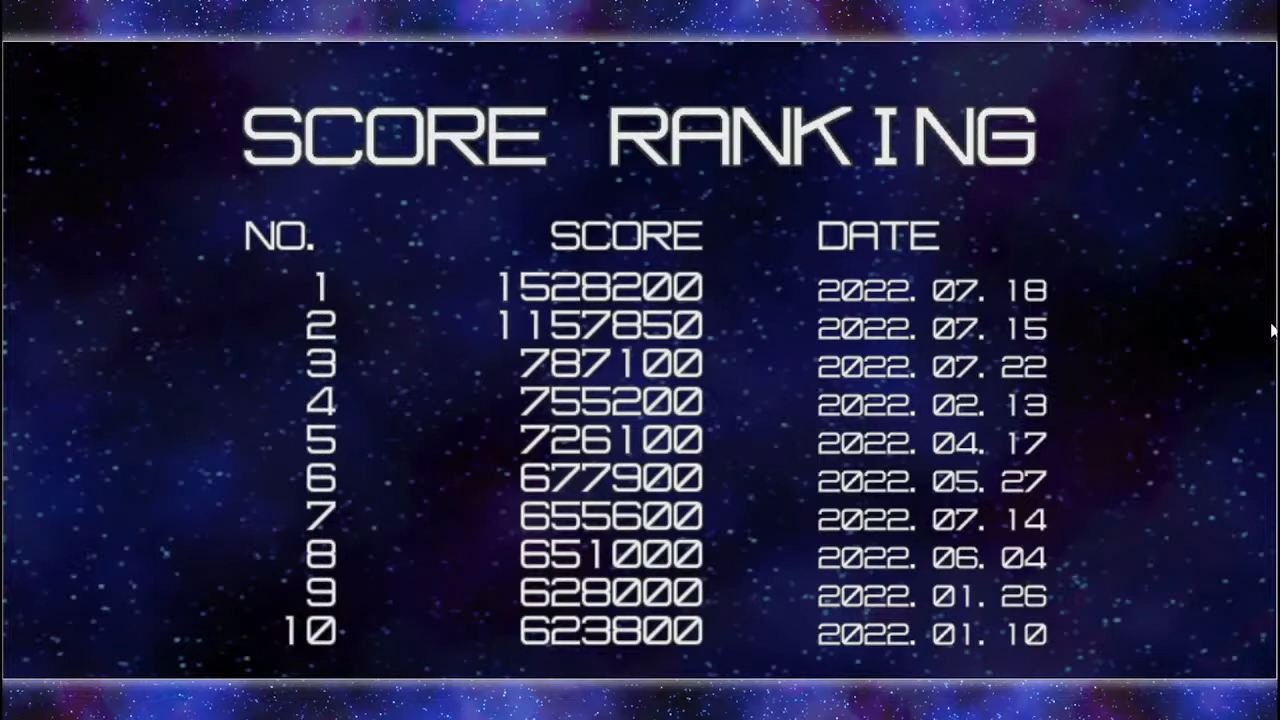 SCORE RANKING
NO. SCORE DATE
1 1528200 2022. 07. 18
2 1157850 2022. 07. 15
3 787100 2022. 07. 22
4 755200 2022. 02. 13
5 726100 2022. 04. 17
6 677900 2022. 05. 27
7 655600 2022. 07. 14
8 651000 2022. 06. 04
9 628000 2022. 01. 26
10 623800 2022. 01. 10